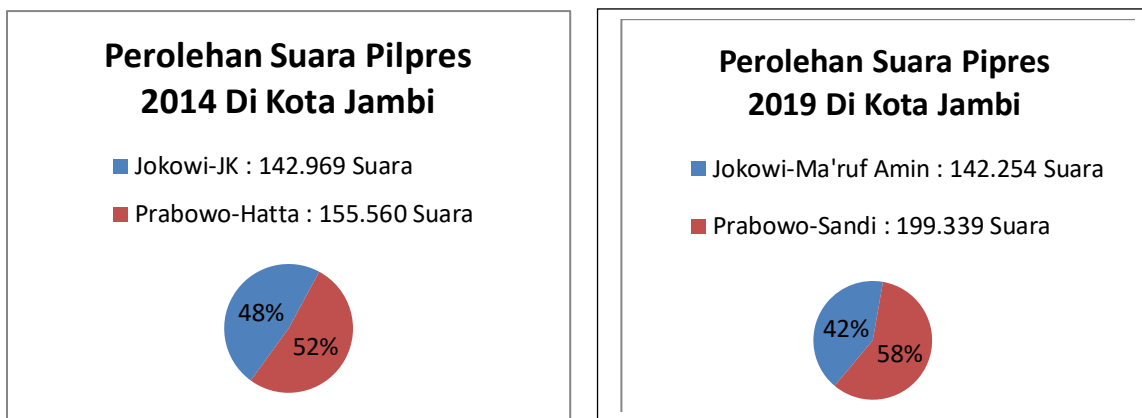 Perolehan Suara Pilpres
2014 Di Kota Jambi
Jokowi-JK : 142.969 Suara
Prabowo-Hatta : 155.560 Suara
48%
52%
Perolehan Suara Pipres
2019 Di Kota Jambi
Jokowi-Ma'ruf Amin : 142.254 Suara
Prabowo-Sandi : 199.339 Suara
42%
58%